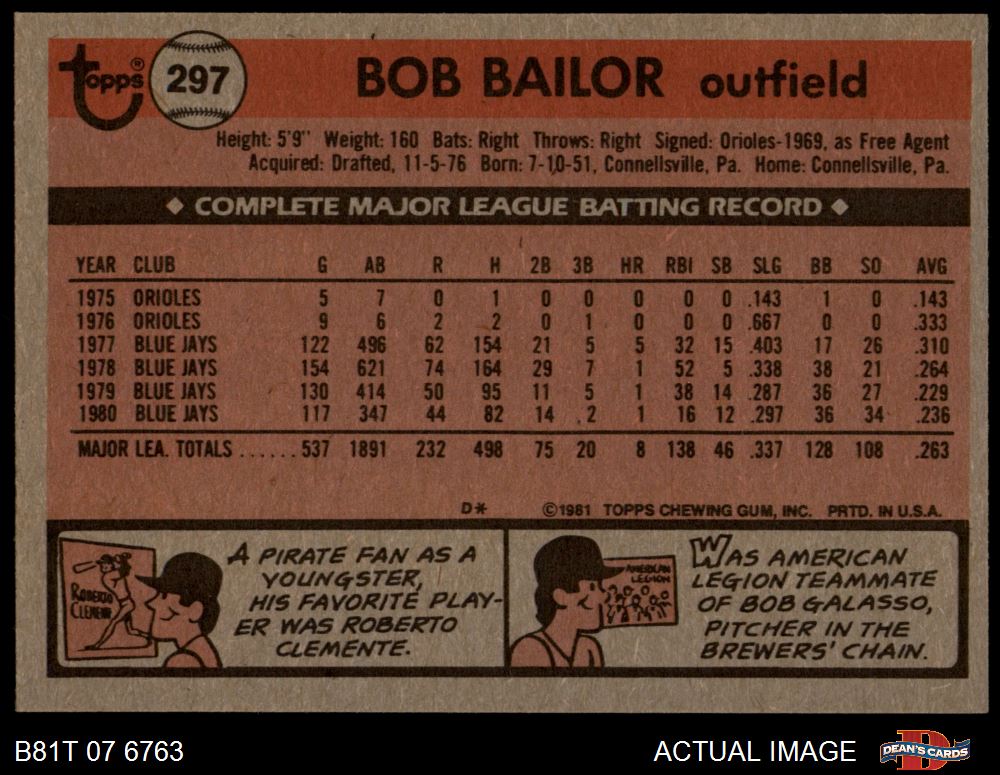 Topps® 297 BOB BAILOR outfield
Height: 5'9" Weight: 160 Bats: Right Throws: Right Signed: Orioles-1969, as Free Agent
Acquired: Drafted, 11-5-76 Born: 7-10-51, Connellsville, Pa. Home: Connellsville, Pa.
◆ COMPLETE MAJOR LEAGUE BATTING RECORD ◆
YEAR CLUB G AB R H 2B 3B HR RBI SB SLG BB SO AVG
1975 ORIOLES 5 7 0 1 0 0 0 0 0 .143 1 0 .143
1976 ORIOLES 9 6 2 2 0 1 0 0 0 .667 0 0 .333
1977 BLUE JAYS 122 496 62 154 21 5 5 32 15 .403 17 26 .310
1978 BLUE JAYS 154 621 74 164 29 7 1 52 5 .338 38 21 .264
1979 BLUE JAYS 130 414 50 95 11 5 1 38 14 .287 36 27 .229
1980 BLUE JAYS 117 347 44 82 14 2 1 16 12 .297 36 34 .236
MAJOR LEA. TOTALS ...... 537 1891 232 498 75 20 8 138 46 .337 128 108 .263
D* ©1981 TOPPS CHEWING GUM, INC. PRTD. IN U.S.A.
ROBERTO
CLEMENTE
A PIRATE FAN AS A
YOUNGSTER,
HIS FAVORITE PLAY-
ER WAS ROBERTO
CLEMENTE.
AMERICAN
LEGION
WAS AMERICAN
LEGION TEAMMATE
OF BOB GALASSO,
PITCHER IN THE
BREWERS' CHAIN.
B81T 07 6763 ACTUAL IMAGE DEAN'S CARDS